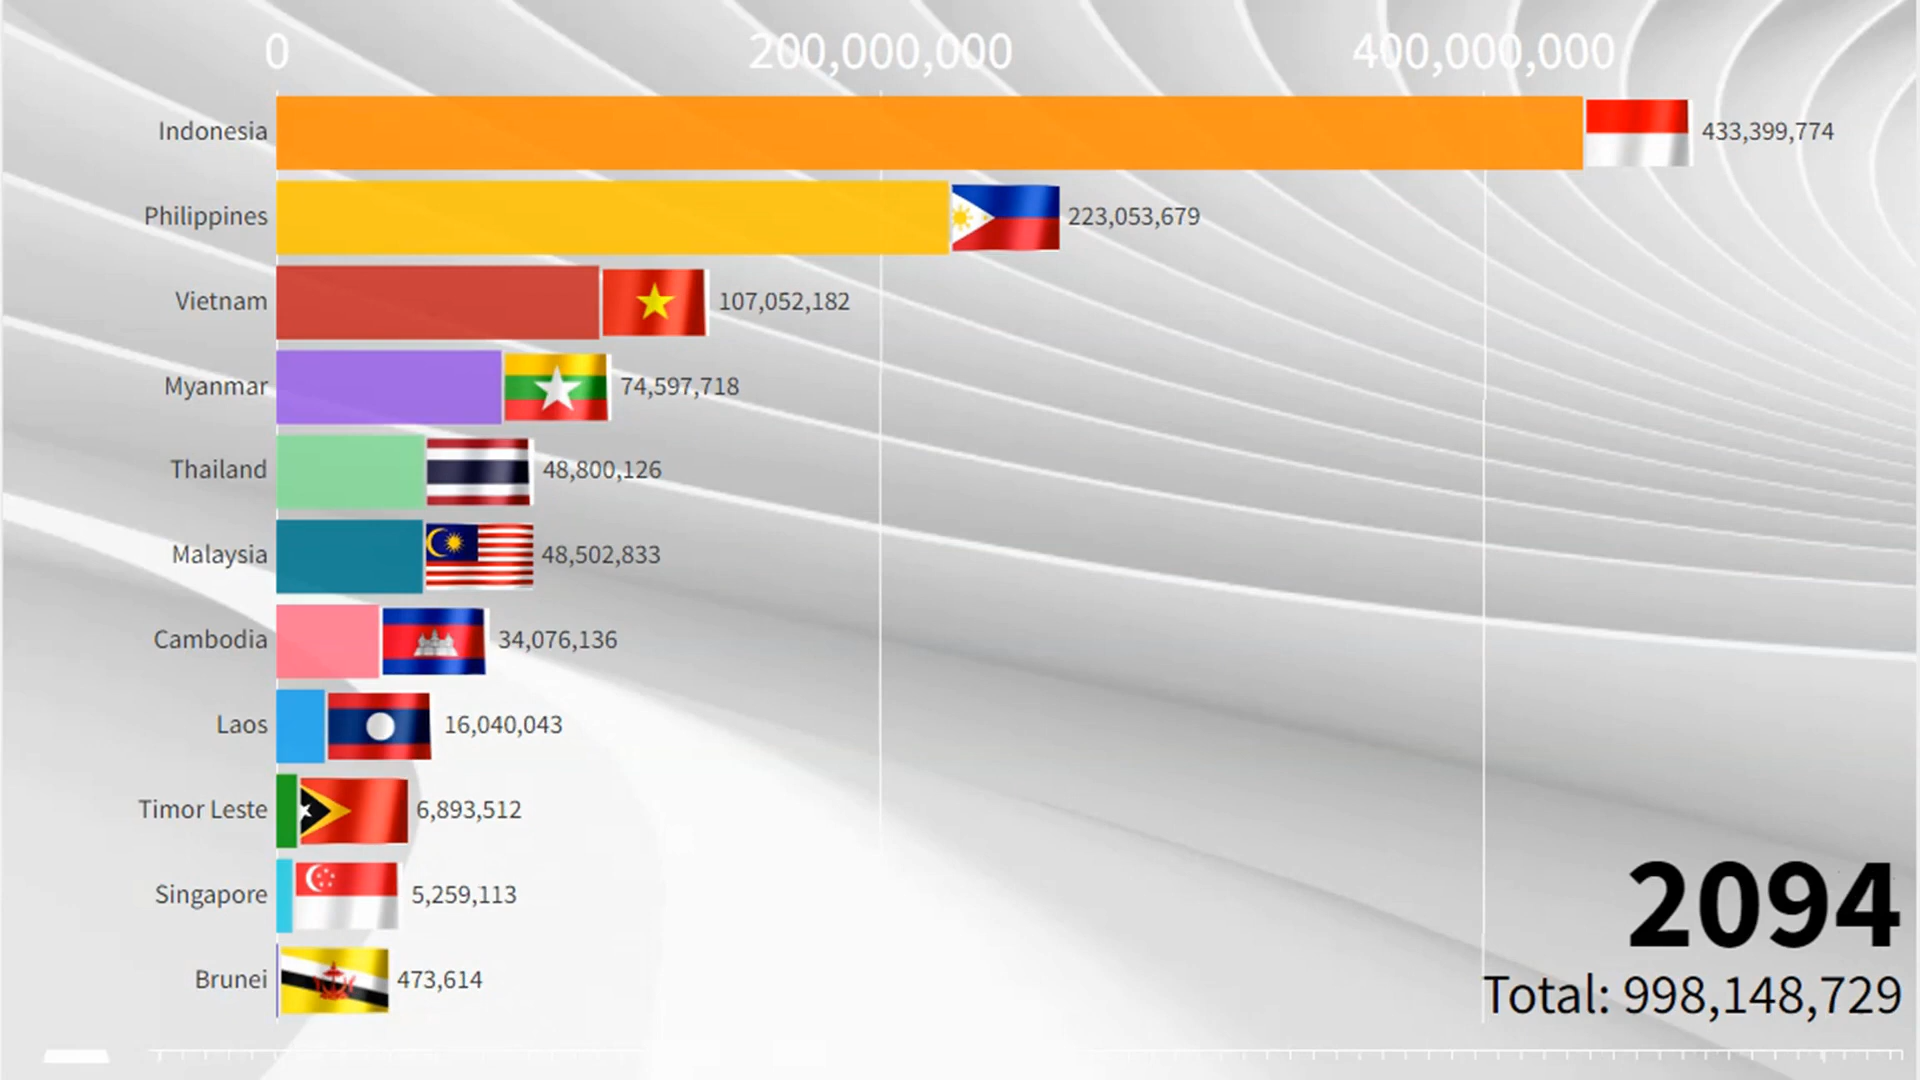 0 200,000,000 400,000,000
Indonesia 433,399,774
Philippines 223,053,679
Vietnam 107,052,182
Myanmar 74,597,718
Thailand 48,800,126
Malaysia 48,502,833
Cambodia 34,076,136
Laos 16,040,043
Timor Leste 6,893,512
Singapore 5,259,113
Brunei 473,614
2094
Total: 998,148,729